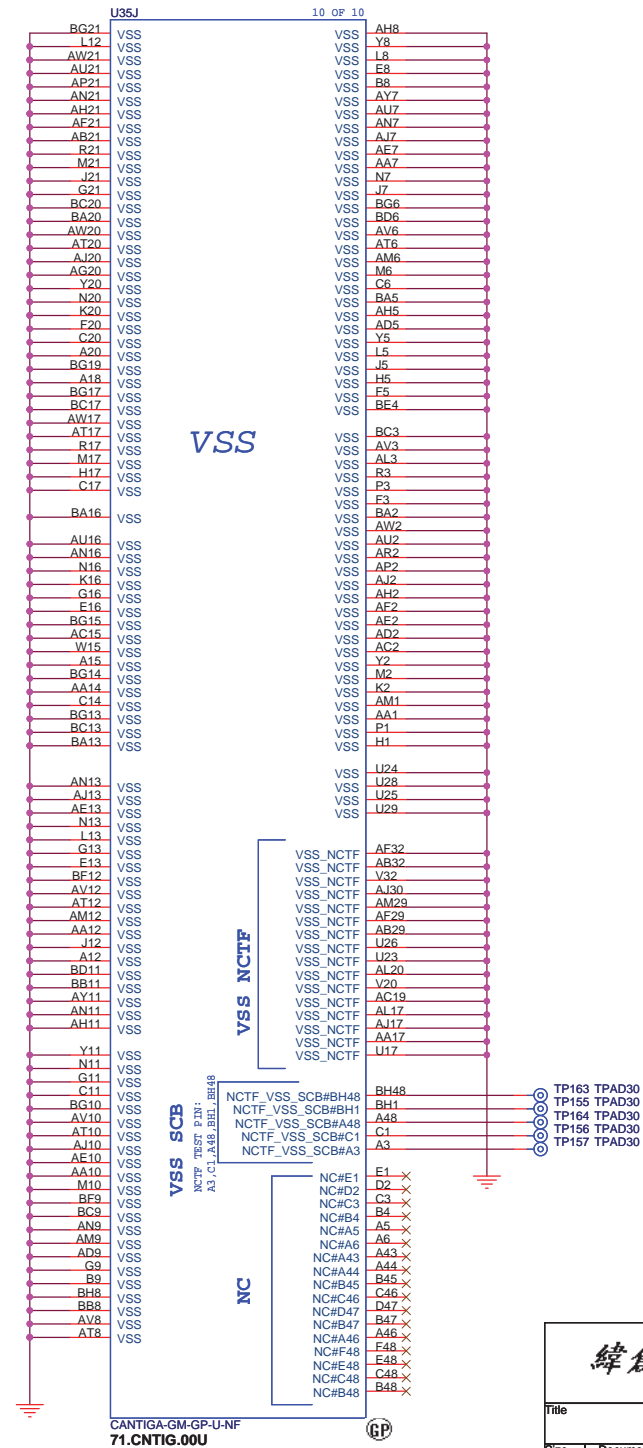 U35J 10 OF 10
BG21 VSS VSS AH8
L12 VSS VSS Y8
AW21 VSS VSS L8
AU21 VSS VSS E8
AP21 VSS VSS B8
AN21 VSS VSS AY7
AH21 VSS VSS AU7
AF21 VSS VSS AN7
AB21 VSS VSS AJ7
R21 VSS VSS AE7
M21 VSS VSS AA7
J21 VSS VSS N7
G21 VSS VSS J7
BC20 VSS VSS BG6
BA20 VSS VSS BD6
AW20 VSS VSS AV6
AT20 VSS VSS AT6
AJ20 VSS VSS AM6
AG20 VSS VSS M6
Y20 VSS VSS C6
N20 VSS VSS BA5
K20 VSS VSS AH5
F20 VSS VSS AD5
C20 VSS VSS Y5
A20 VSS VSS L5
BG19 VSS VSS J5
A18 VSS VSS H5
BG17 VSS VSS F5
BC17 VSS VSS BE4
AW17 VSS
AT17 VSS VSS BC3
R17 VSS VSS AV3
M17 VSS VSS AL3
H17 VSS VSS R3
C17 VSS VSS P3
VSS F3
BA16 VSS VSS BA2
VSS AW2
AU16 VSS VSS AU2
AN16 VSS VSS AR2
N16 VSS VSS AP2
K16 VSS VSS AJ2
G16 VSS VSS AH2
E16 VSS VSS AF2
BG15 VSS VSS AE2
AC15 VSS VSS AD2
W15 VSS VSS AC2
A15 VSS VSS Y2
BG14 VSS VSS M2
AA14 VSS VSS K2
C14 VSS VSS AM1
BG13 VSS VSS AA1
BC13 VSS VSS P1
BA13 VSS VSS H1
VSS U24
AN13 VSS VSS U28
AJ13 VSS VSS U25
AE13 VSS VSS U29
N13 VSS
L13 VSS
G13 VSS VSS_NCTF AF32
E13 VSS VSS_NCTF AB32
BF12 VSS VSS_NCTF V32
AV12 VSS VSS_NCTF AJ30
AT12 VSS VSS_NCTF AM29
AM12 VSS VSS_NCTF AF29
AA12 VSS VSS_NCTF AB29
J12 VSS VSS_NCTF U26
A12 VSS VSS_NCTF U23
BD11 VSS VSS_NCTF AL20
BB11 VSS VSS_NCTF V20
AY11 VSS VSS_NCTF AC19
AN11 VSS VSS_NCTF AL17
AH11 VSS VSS_NCTF AJ17
VSS_NCTF AA17
Y11 VSS VSS_NCTF U17
N11 VSS
G11 VSS
C11 VSS NCTF_VSS_SCB#BH48 BH48 TP163 TPAD30
BG10 VSS NCTF_VSS_SCB#BH1 BH1 TP155 TPAD30
AV10 VSS NCTF_VSS_SCB#A48 A48 TP164 TPAD30
AT10 VSS NCTF_VSS_SCB#C1 C1 TP156 TPAD30
AJ10 VSS NCTF_VSS_SCB#A3 A3 TP157 TPAD30
AE10 VSS
AA10 VSS NC#E1 E1
M10 VSS NC#D2 D2
BF9 VSS NC#C3 C3
BC9 VSS NC#B4 B4
AN9 VSS NC#A5 A5
AM9 VSS NC#A6 A6
AD9 VSS NC#A43 A43
G9 VSS NC#A44 A44
B9 VSS NC#B45 B45
BH8 VSS NC#C46 C46
BB8 VSS NC#D47 D47
AV8 VSS NC#B47 B47
AT8 VSS NC#A46 A46
NC#F48 F48
NC#E48 E48
NC#C48 C48
NC#B48 B48
VSS
VSS NCTF
VSS SCB
NCTF TEST PIN:
A3,C1,A48,BH1,BH48
NC
CANTIGA-GM-GP-U-NF
71.CNTIG.00U
GP
緯創
Title